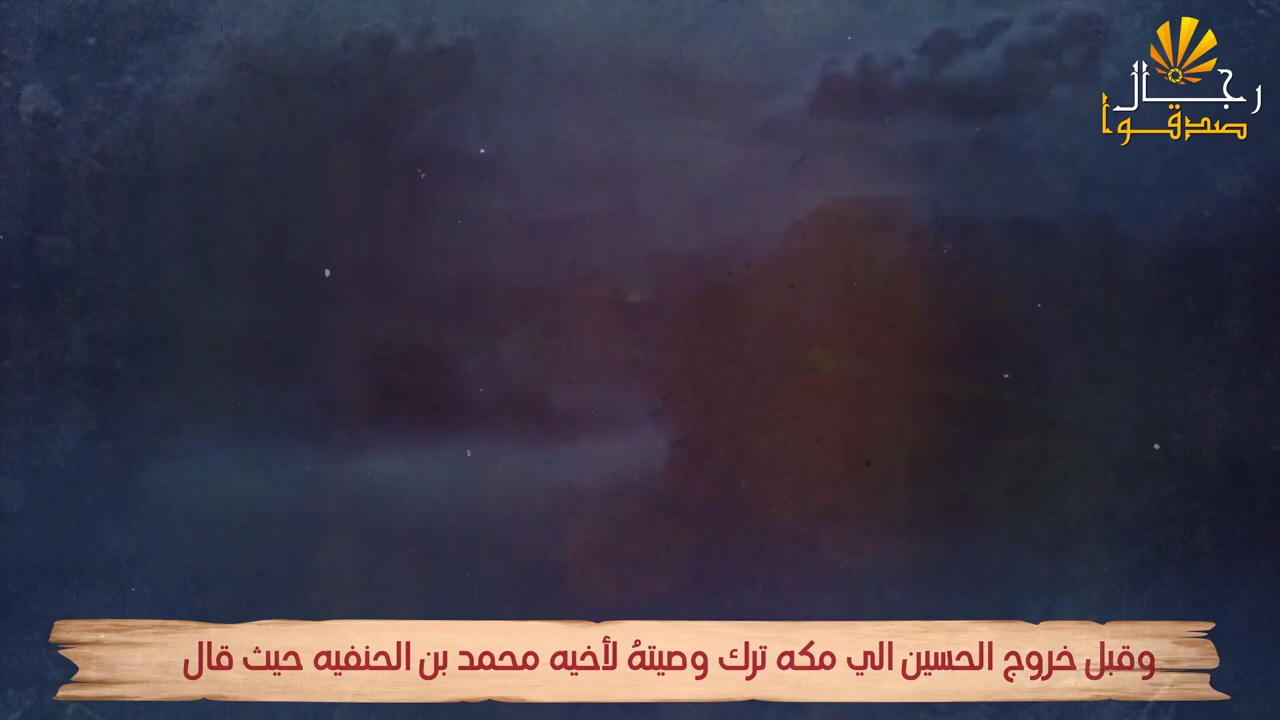 رجال
صدقوا
وقبل خروج الحسين الي مكه ترك وصيتهُ لأخيه محمد بن الحنفيه حيث قال